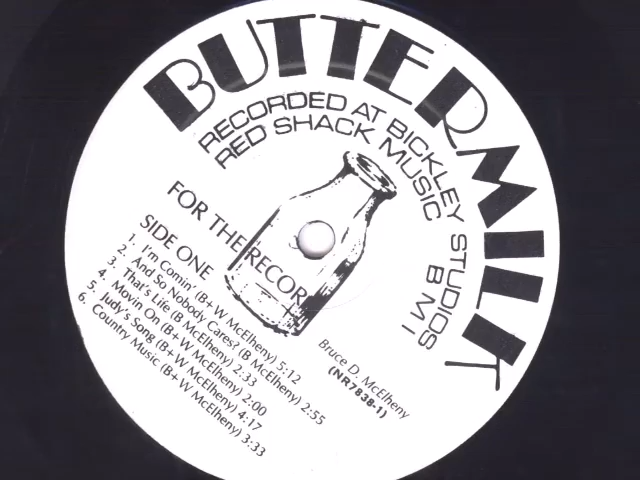 BUTTERMILK
RECORDED AT BICKLEY STUDIOS
RED SHACK MUSIC BMI
FOR THE RECORD
SIDE ONE
1. I'm Comin' (B+W McElheny) 5:12
2. And So Nobody Cares? (B McElheny) 2:55
3. That's Life (B McElheny) 2:33
4. Movin On (B+W McElheny) 2:00
5. Judy's Song (B+W McElheny) 4:17
6. Country Music (B+W McElheny) 3:33
Bruce D. McElheny
(NR7838-1)